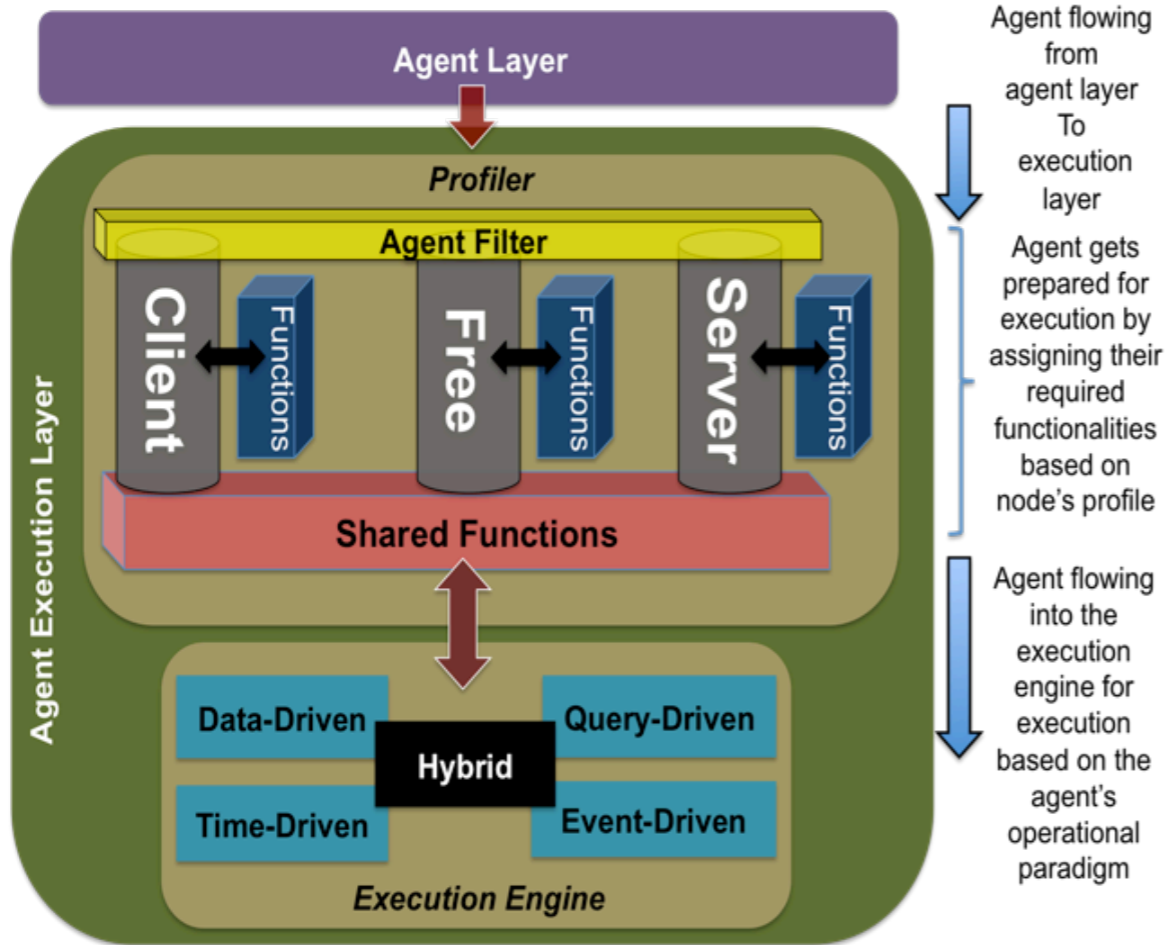 Agent Layer
Profiler
Agent Filter
Client
Functions
Free
Functions
Server
Functions
Shared Functions
Agent Execution Layer
Data-Driven
Query-Driven
Hybrid
Time-Driven
Event-Driven
Execution Engine
Agent flowing
from
agent layer
To
execution
layer
Agent gets
prepared for
execution by
assigning their
required
functionalities
based on
node's profile
Agent flowing
into the
execution
engine for
execution
based on the
agent's
operational
paradigm